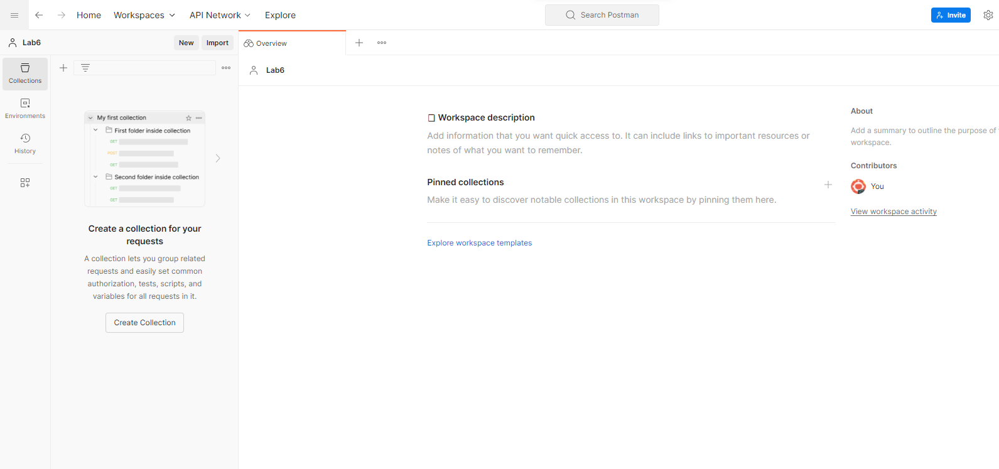 Home Workspaces API Network Explore Search Postman Invite
Lab6 New Import
Overview
Collections
Environments
History
My first collection
First folder inside collection
GET
POST
GET
Second folder inside collection
GET
GET
Create a collection for your
requests
A collection lets you group related
requests and easily set common
authorization, tests, scripts, and
variables for all requests in it.
Create Collection
Lab6
Workspace description
Add information that you want quick access to. It can include links to important resources or
notes of what you want to remember.
Pinned collections
Make it easy to discover notable collections in this workspace by pinning them here.
Explore workspace templates
About
Add a summary to outline the purpose of
workspace.
Contributors
You
View workspace activity